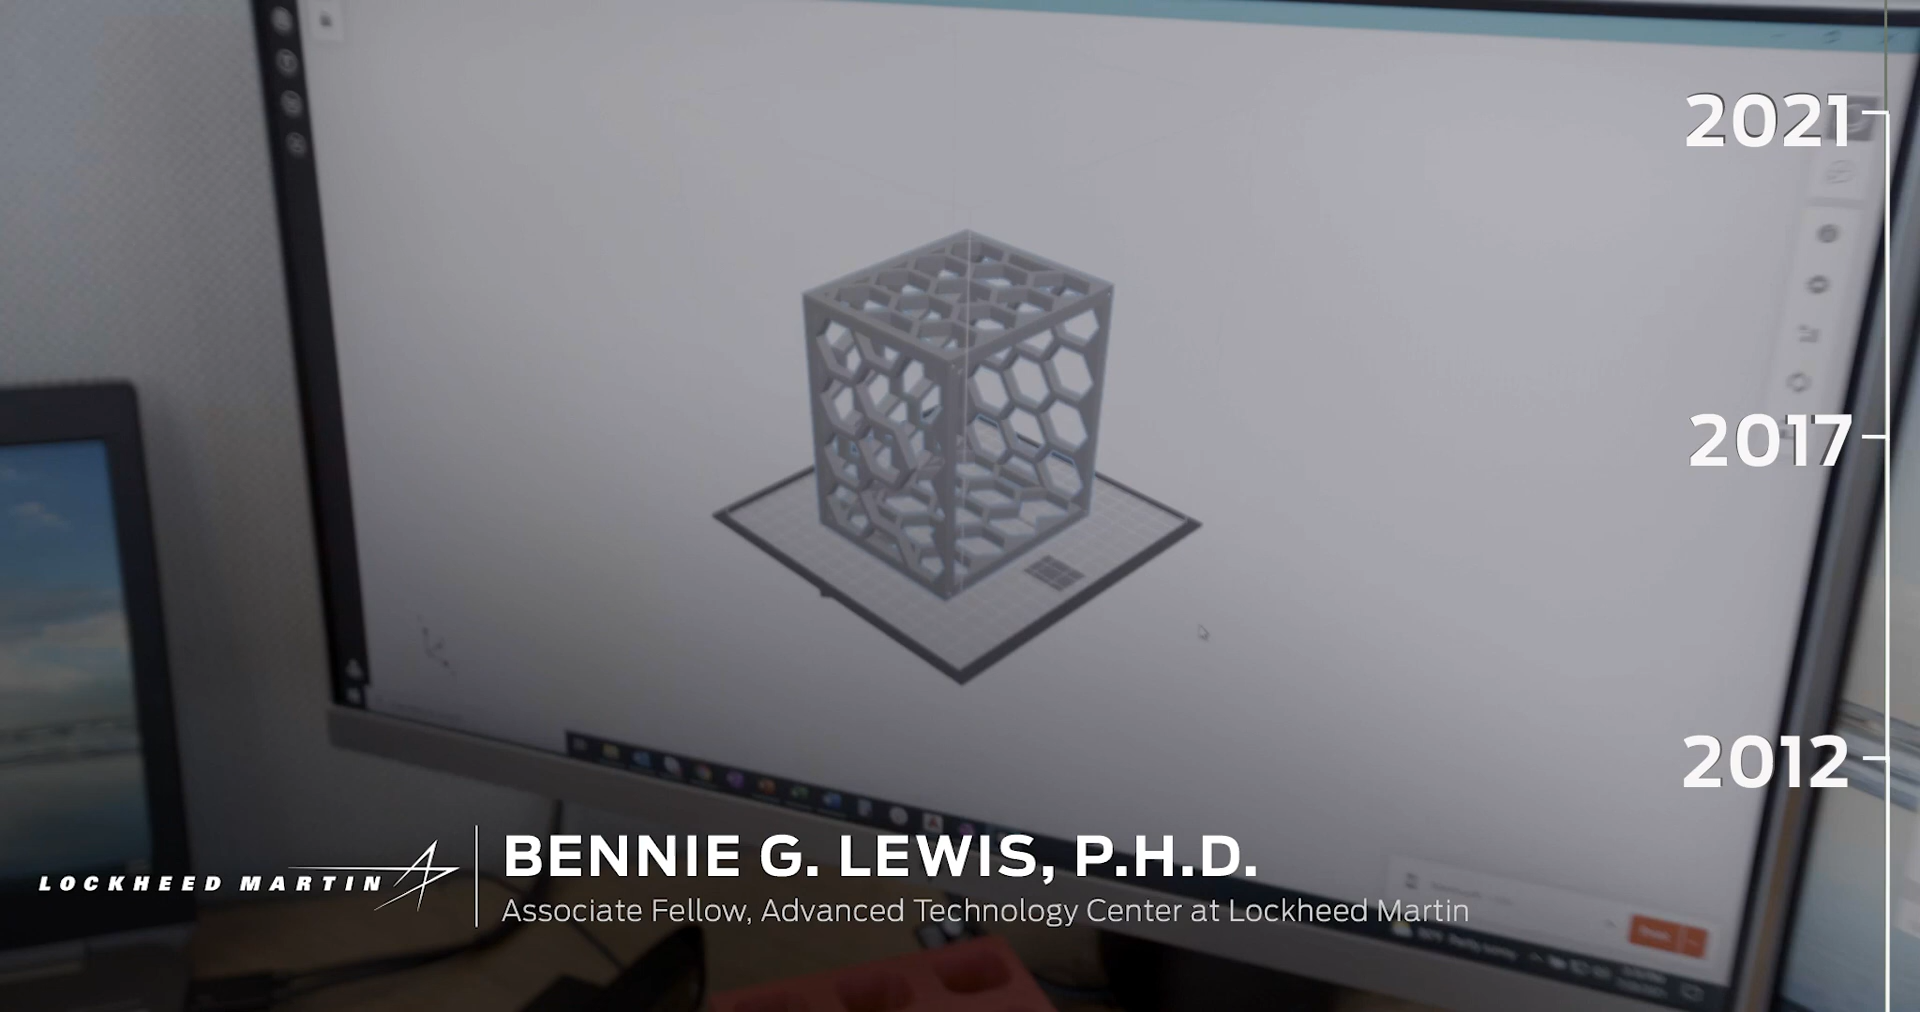 2021
2017
2012
LOCKHEED MARTIN
BENNIE G. LEWIS, P.H.D.
Associate Fellow, Advanced Technology Center at Lockheed Martin